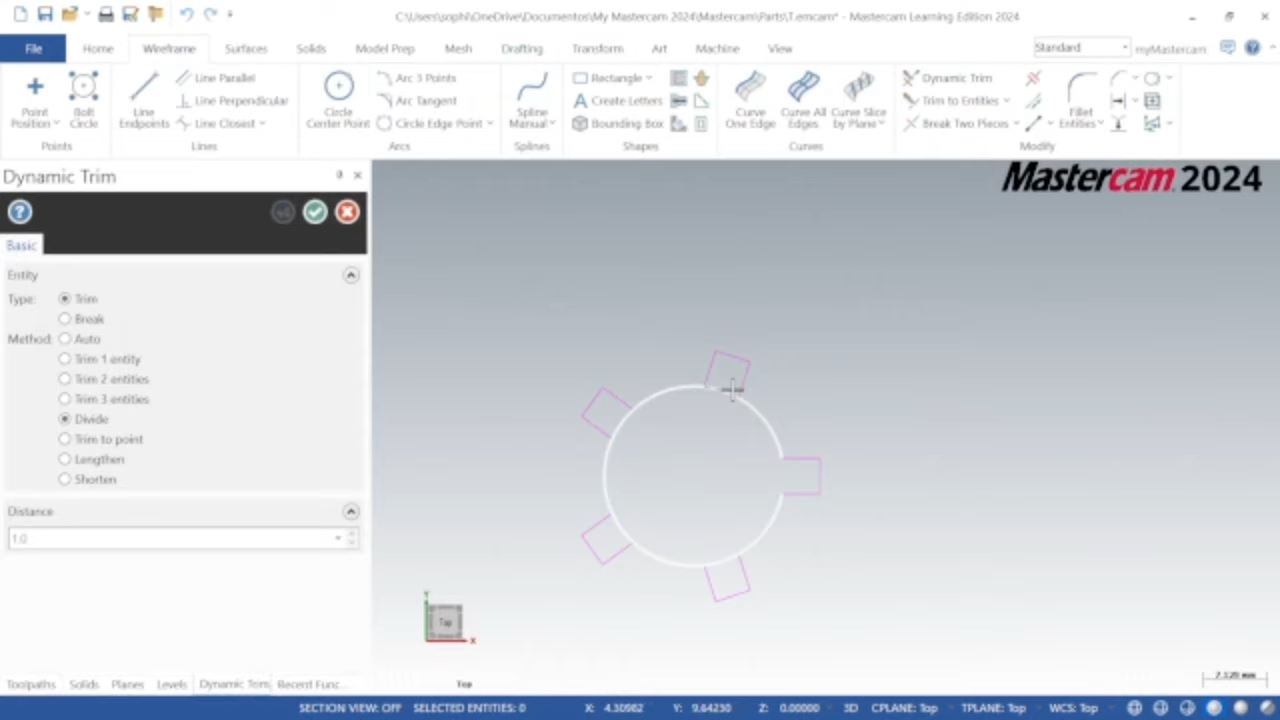 C:\Users\sophi\OneDrive\Documentos\My Mastercam 2024\Mastercam\Parts\T.emcam* - Mastercam Learning Edition 2024
File Home Wireframe Surfaces Solids Model Prep Mesh Drafting Transform Art Machine View Standard myMastercam
Point Position
Bolt Circle
Points
Line Endpoints
Line Parallel
Line Perpendicular
Line Closest
Lines
Circle Center Point
Arc 3 Points
Arc Tangent
Circle Edge Point
Arcs
Spline Manual
Splines
Rectangle
Create Letters
Bounding Box
Shapes
Curve One Edge
Curve All Edges
Curve Slice by Plane
Curves
Dynamic Trim
Trim to Entities
Break Two Pieces
Fillet Entities
Modify
Mastercam 2024
Dynamic Trim
Basic
Entity
Type: Trim
Break
Method: Auto
Trim 1 entity
Trim 2 entities
Trim 3 entities
Divide
Trim to point
Lengthen
Shorten
Distance
1.0
Y
Top
X
Toolpaths Solids Planes Levels Dynamic Trim Recent Func...
Top
SECTION VIEW: OFF SELECTED ENTITIES: 0 X: 4.30962 Y: 9.64230 Z: 0.00000 3D CPLANE: Top TPLANE: Top WCS: Top